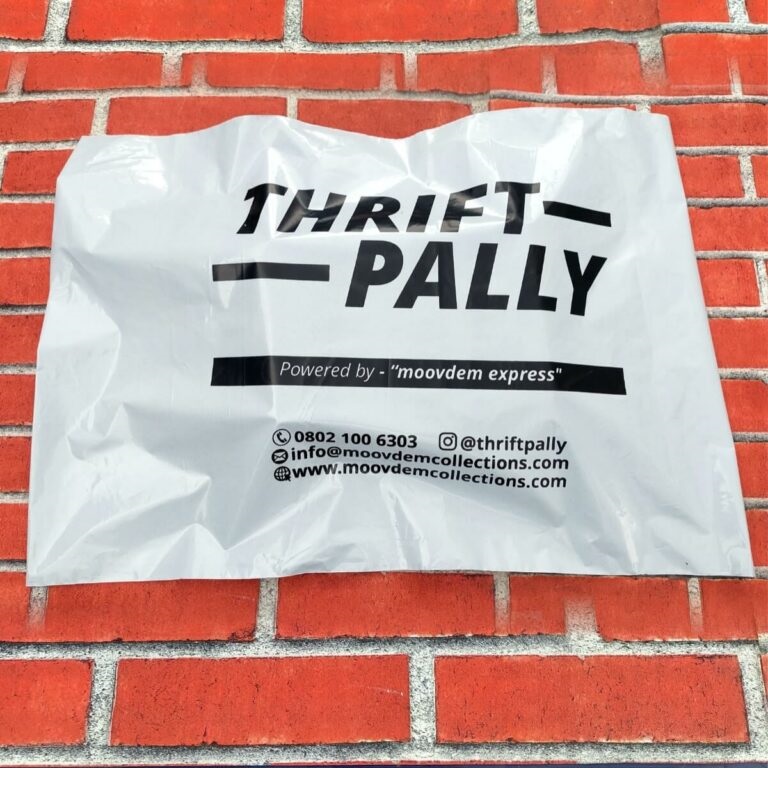 THRIFT
PALLY
Powered by - “moovdem express"
0802 100 6303 @thriftpally
info@moovdemcollections.com
www.moovdemcollections.com